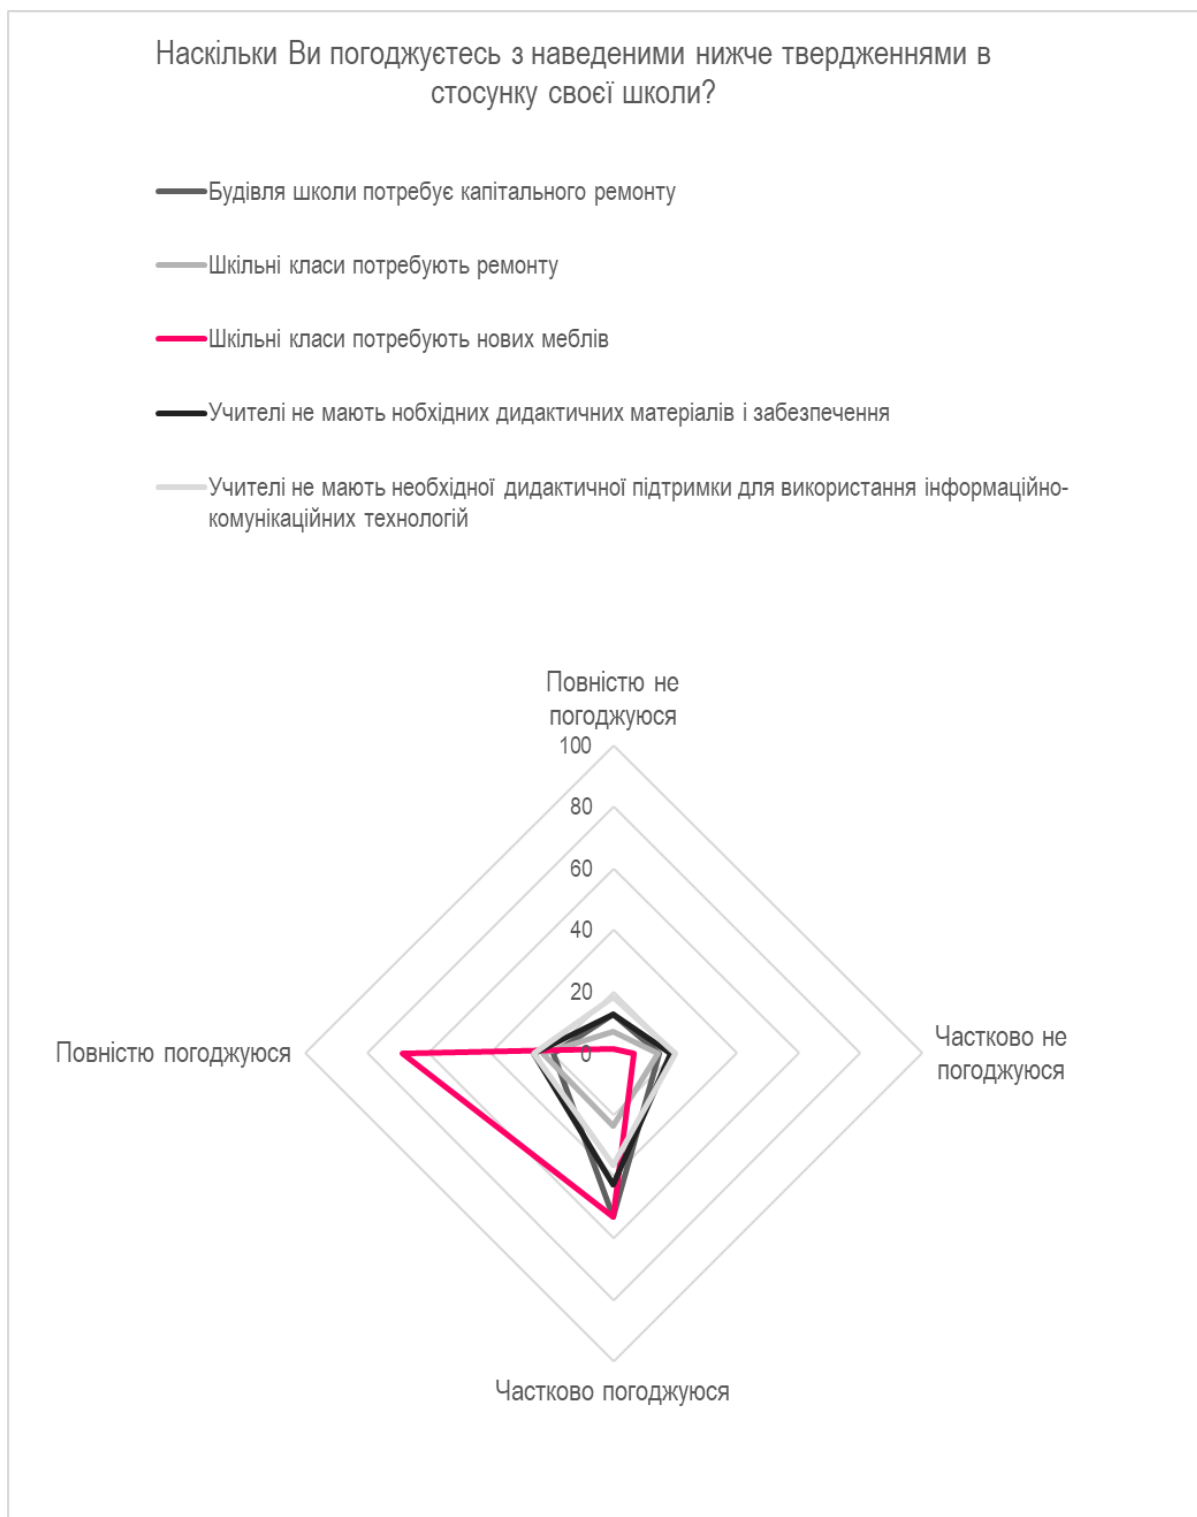 Наскільки Ви погоджуєтесь з наведеними нижче твердженнями в
стосунку своєї школи?
Будівля школи потребує капітального ремонту
Шкільні класи потребують ремонту
Шкільні класи потребують нових меблів
Учителі не мають нобхідних дидактичних матеріалів і забезпечення
Учителі не мають необхідної дидактичної підтримки для використання інформаційно-
комунікаційних технологій
Повністю не
погоджуюся
100
80
60
40
20
0
Частково не
погоджуюся
Повністю погоджуюся
Частково погоджуюся